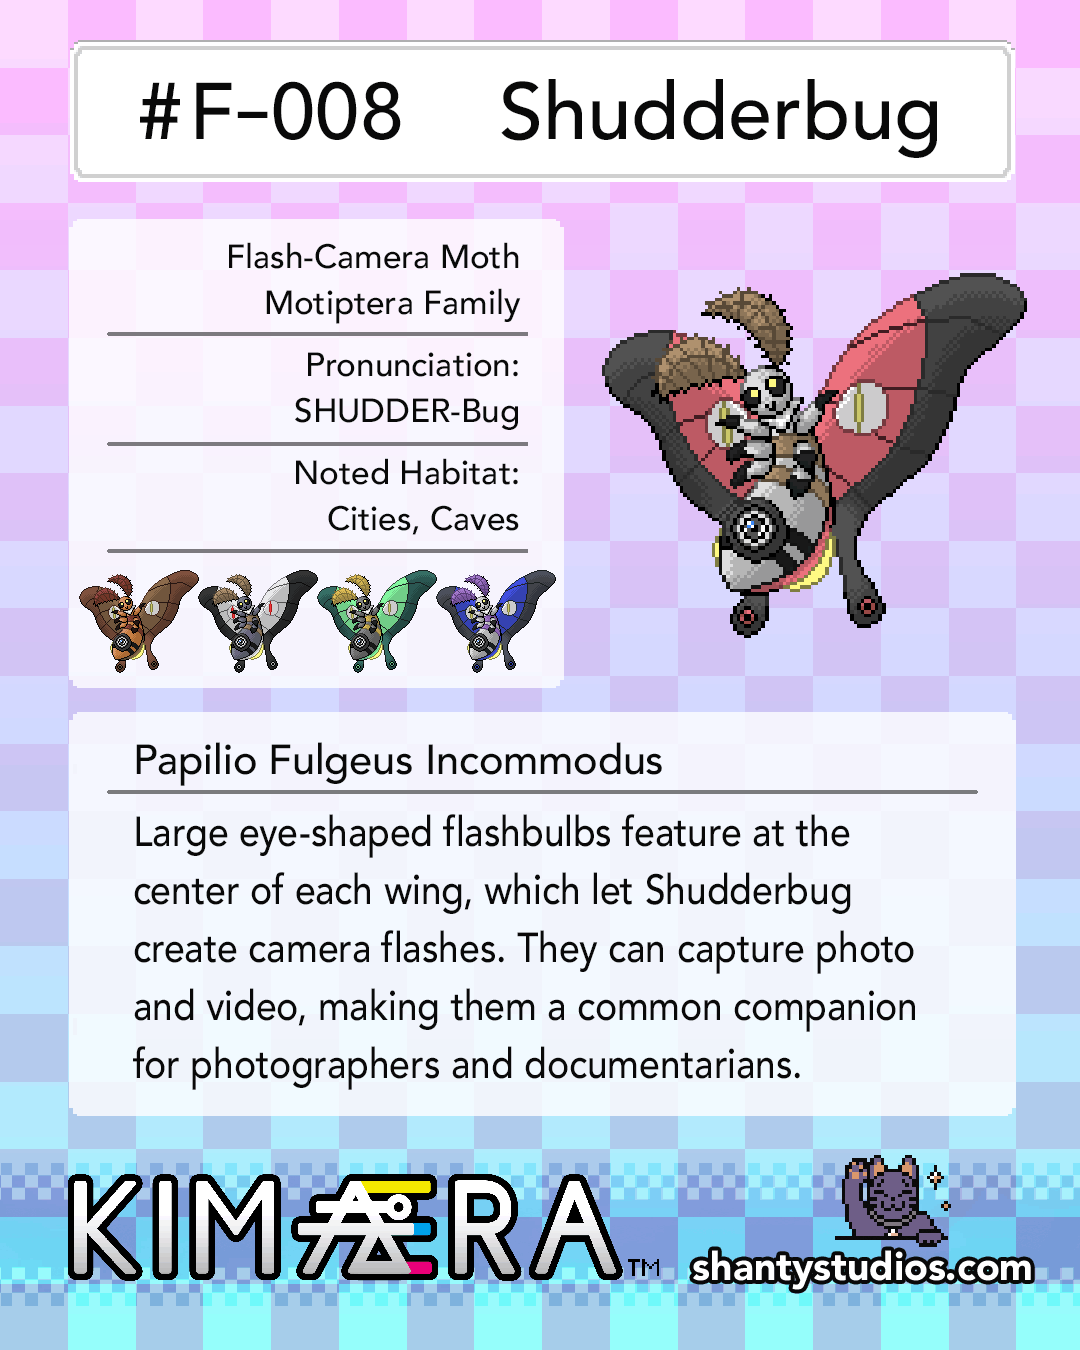 #F-008 Shudderbug
Flash-Camera Moth
Motiptera Family
Pronunciation:
SHUDDER-Bug
Noted Habitat:
Cities, Caves
Papilio Fulgeus Incommodus
Large eye-shaped flashbulbs feature at the
center of each wing, which let Shudderbug
create camera flashes. They can capture photo
and video, making them a common companion
for photographers and documentarians.
KIMÆRA™
shantystudios.com